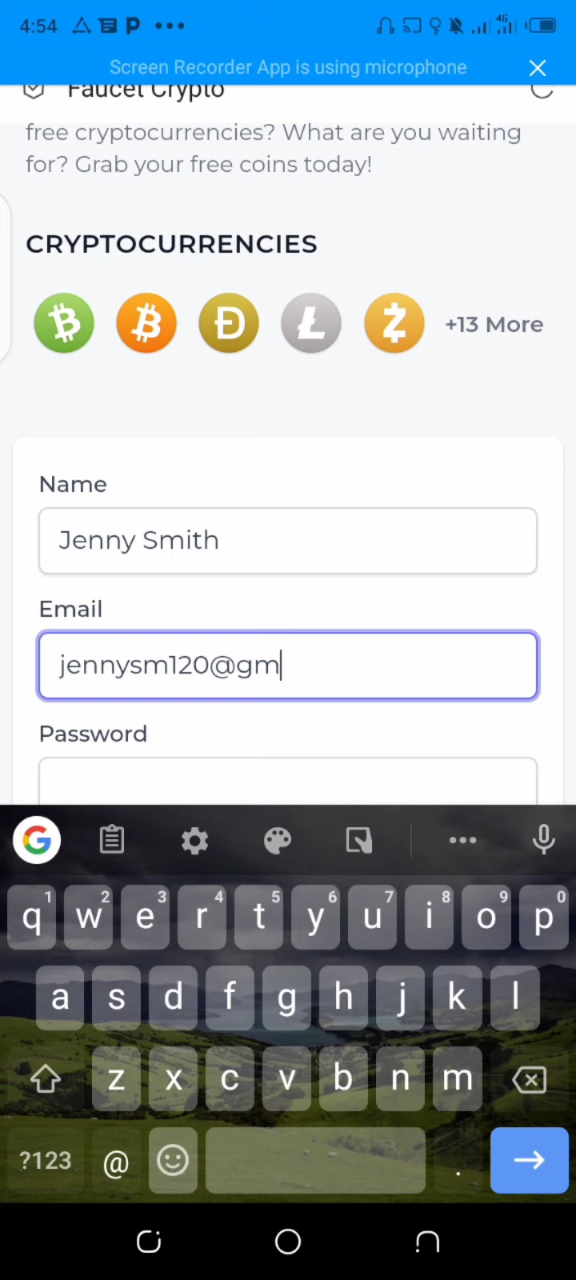 4:54
4G
Screen Recorder App is using microphone
Faucet Crypto
free cryptocurrencies? What are you waiting
for? Grab your free coins today!
CRYPTOCURRENCIES
+13 More
Name
Jenny Smith
Email
jennysm120@gm
Password
1 2 3 4 5 6 7 8 9 0
q w e r t y u i o p
a s d f g h j k l
z x c v b n m
?123 @ .